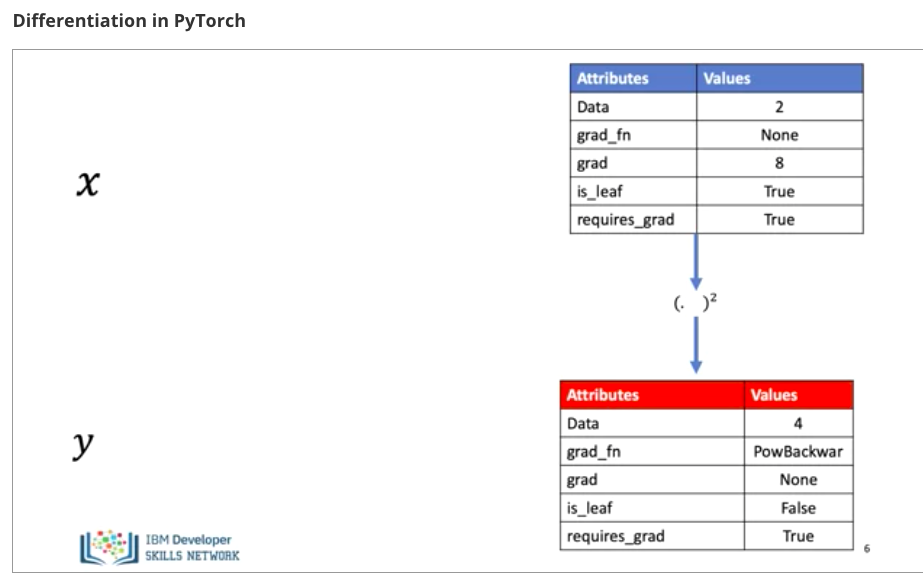 Differentiation in PyTorch
x
Attributes Values
Data 2
grad_fn None
grad 8
is_leaf True
requires_grad True
(. )²
y
Attributes Values
Data 4
grad_fn PowBackwar
grad None
is_leaf False
requires_grad True
IBM Developer
SKILLS NETWORK
6